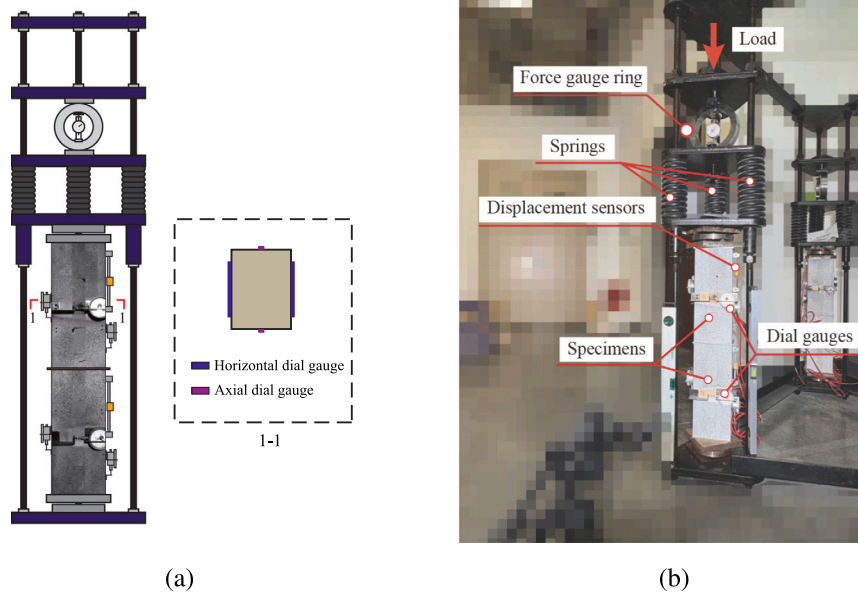 1
1
Horizontal dial gauge
Axial dial gauge
1-1
(a)
Load
Force gauge ring
Springs
Displacement sensors
Specimens
Dial gauges
(b)